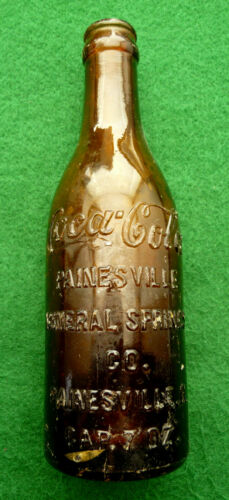 Coca-Cola
PAINESVILLE
MINERAL SPRINGS
CO.
PAINESVILLE, O.
CAP. 7 OZ.